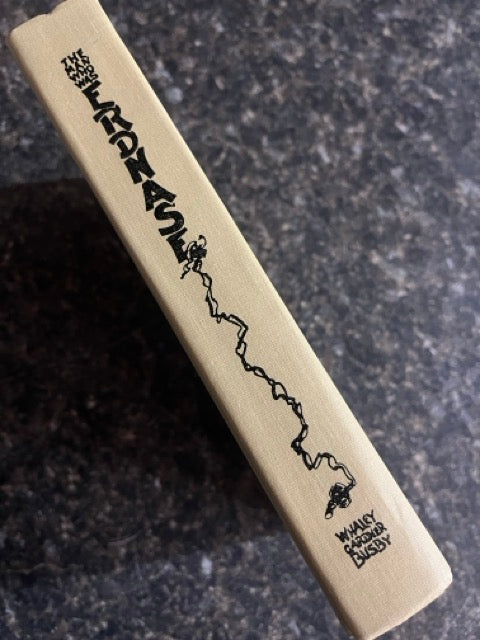 THE
MAN
WHO
WAS
ERDNASE
WHALEY
GARDNER
BUSBY